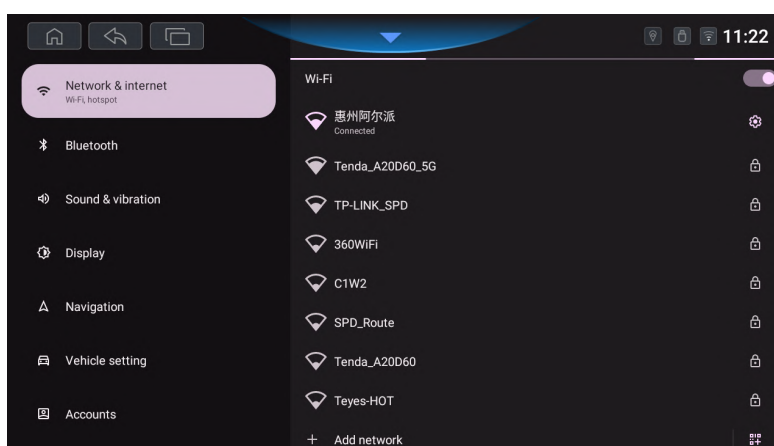 11:22
Network & internet
Wi-Fi, hotspot
Bluetooth
Sound & vibration
Display
Navigation
Vehicle setting
Accounts
Wi-Fi
惠州阿尔派
Connected
Tenda_A20D60_5G
TP-LINK_SPD
360WiFi
C1W2
SPD_Route
Tenda_A20D60
Teyes-HOT
Add network